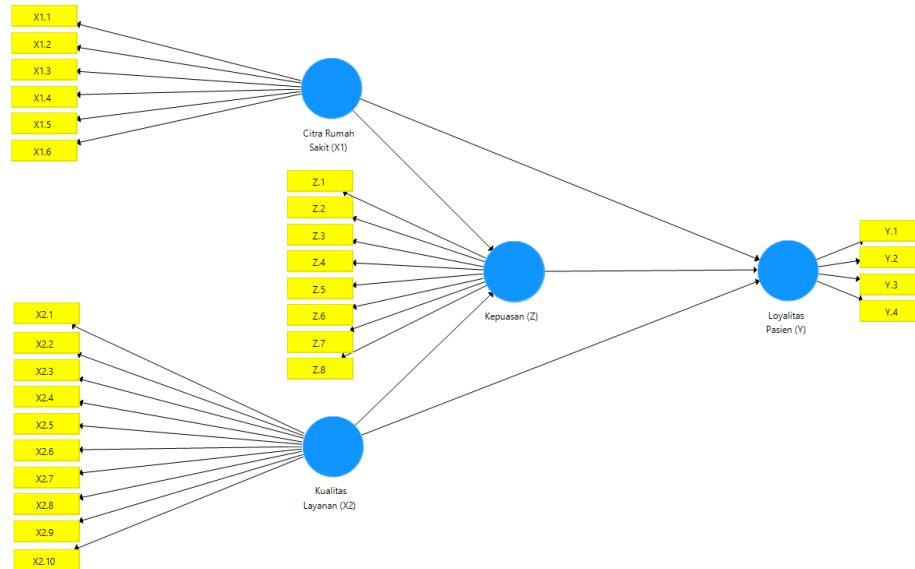 X1.1
X1.2
X1.3
X1.4
X1.5
X1.6
Citra Rumah
Sakit (X1)
Z.1
Z.2
Z.3
Z.4
Z.5
Z.6
Z.7
Z.8
Kepuasan (Z)
Y.1
Y.2
Y.3
Y.4
Loyalitas
Pasien (Y)
X2.1
X2.2
X2.3
X2.4
X2.5
X2.6
X2.7
X2.8
X2.9
X2.10
Kualitas
Layanan (X2)